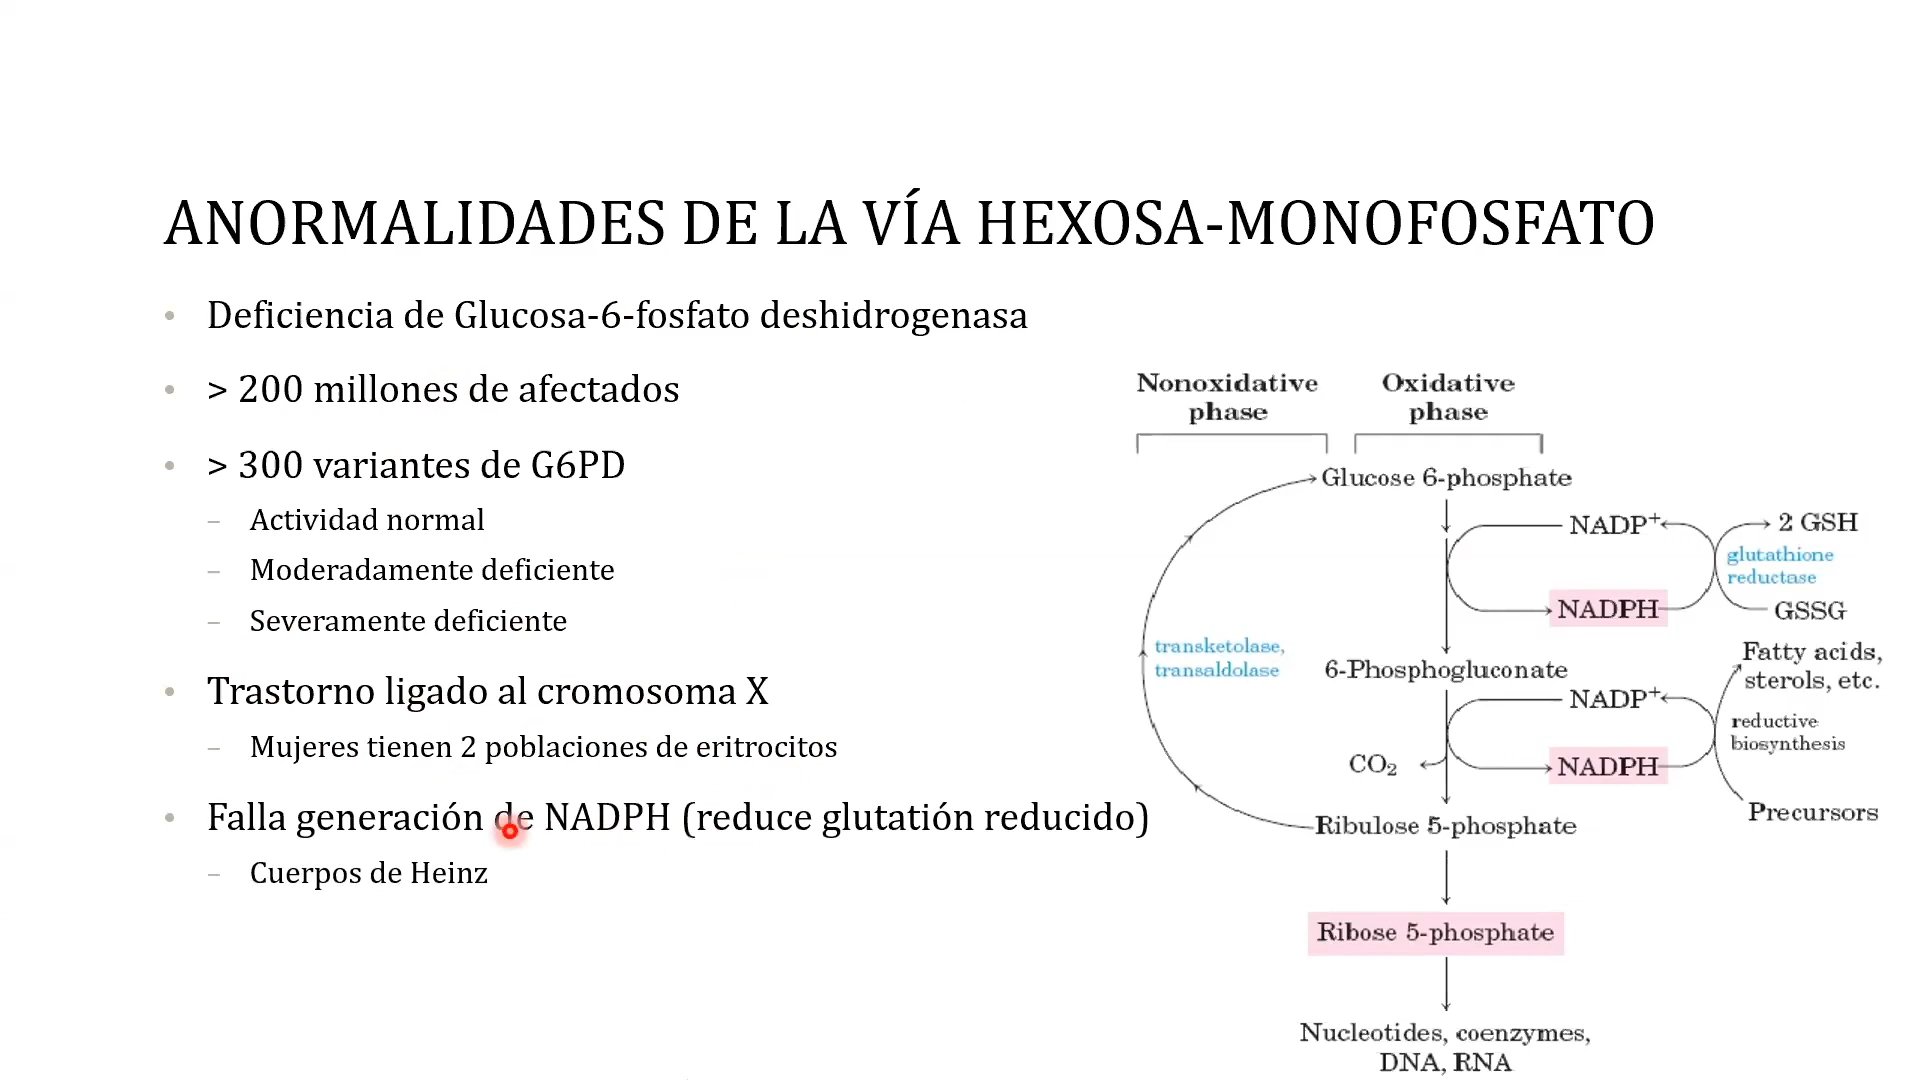 ANORMALIDADES DE LA VÍA HEXOSA-MONOFOSFATO
• Deficiencia de Glucosa-6-fosfato deshidrogenasa
• > 200 millones de afectados
• > 300 variantes de G6PD
– Actividad normal
– Moderadamente deficiente
– Severamente deficiente
• Trastorno ligado al cromosoma X
– Mujeres tienen 2 poblaciones de eritrocitos
• Falla generación de NADPH (reduce glutatión reducido)
– Cuerpos de Heinz
Nonoxidative
phase
Oxidative
phase
Glucose 6-phosphate
NADP⁺
2 GSH
glutathione
reductase
NADPH
GSSG
transketolase,
transaldolase
6-Phosphogluconate
Fatty acids,
sterols, etc.
NADP⁺
reductive
biosynthesis
CO₂
NADPH
Precursors
Ribulose 5-phosphate
Ribose 5-phosphate
Nucleotides, coenzymes,
DNA, RNA